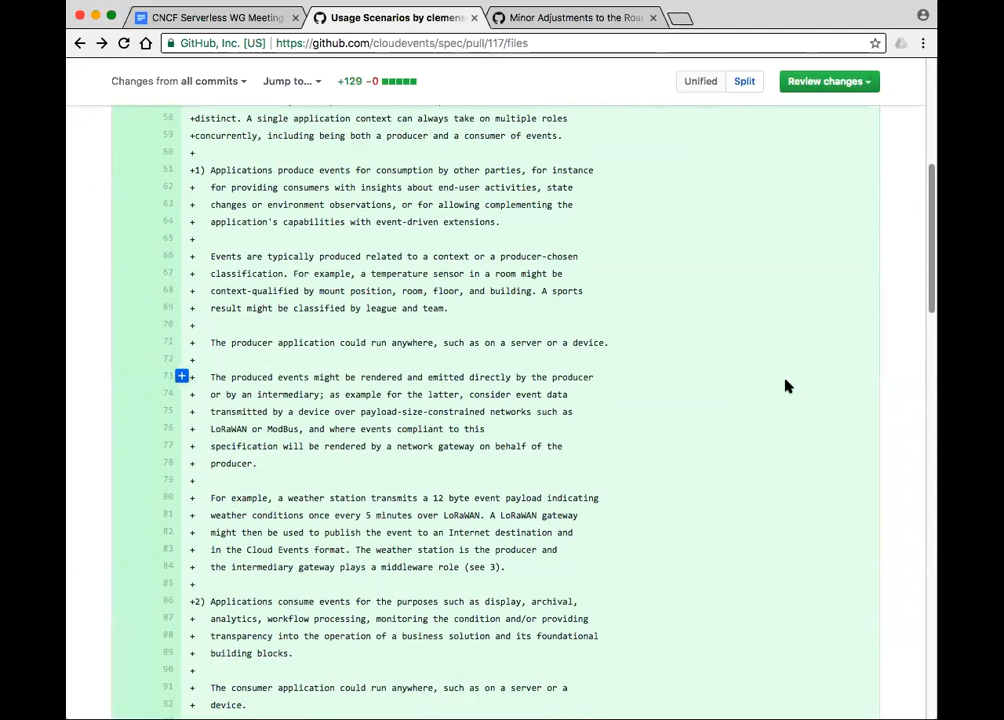 CNCF Serverless WG Meeting
Usage Scenarios by clemens
Minor Adjustments to the Roa
GitHub, Inc. [US]
https://github.com/cloudevents/spec/pull/117/files
Changes from all commits
Jump to...
+129 −0
Unified
Split
Review changes
58 +distinct. A single application context can always take on multiple roles
59 +concurrently, including being both a producer and a consumer of events.
60 +
61 +1) Applications produce events for consumption by other parties, for instance
62 + for providing consumers with insights about end-user activities, state
63 + changes or environment observations, or for allowing complementing the
64 + application's capabilities with event-driven extensions.
65 +
66 + Events are typically produced related to a context or a producer-chosen
67 + classification. For example, a temperature sensor in a room might be
68 + context-qualified by mount position, room, floor, and building. A sports
69 + result might be classified by league and team.
70 +
71 + The producer application could run anywhere, such as on a server or a device.
72 +
73 + + The produced events might be rendered and emitted directly by the producer
74 + or by an intermediary; as example for the latter, consider event data
75 + transmitted by a device over payload-size-constrained networks such as
76 + LoRaWAN or ModBus, and where events compliant to this
77 + specification will be rendered by a network gateway on behalf of the
78 + producer.
79 +
80 + For example, a weather station transmits a 12 byte event payload indicating
81 + weather conditions once every 5 minutes over LoRaWAN. A LoRaWAN gateway
82 + might then be used to publish the event to an Internet destination and
83 + in the Cloud Events format. The weather station is the producer and
84 + the intermediary gateway plays a middleware role (see 3).
85 +
86 +2) Applications consume events for the purposes such as display, archival,
87 + analytics, workflow processing, monitoring the condition and/or providing
88 + transparency into the operation of a business solution and its foundational
89 + building blocks.
90 +
91 + The consumer application could run anywhere, such as on a server or a
92 + device.